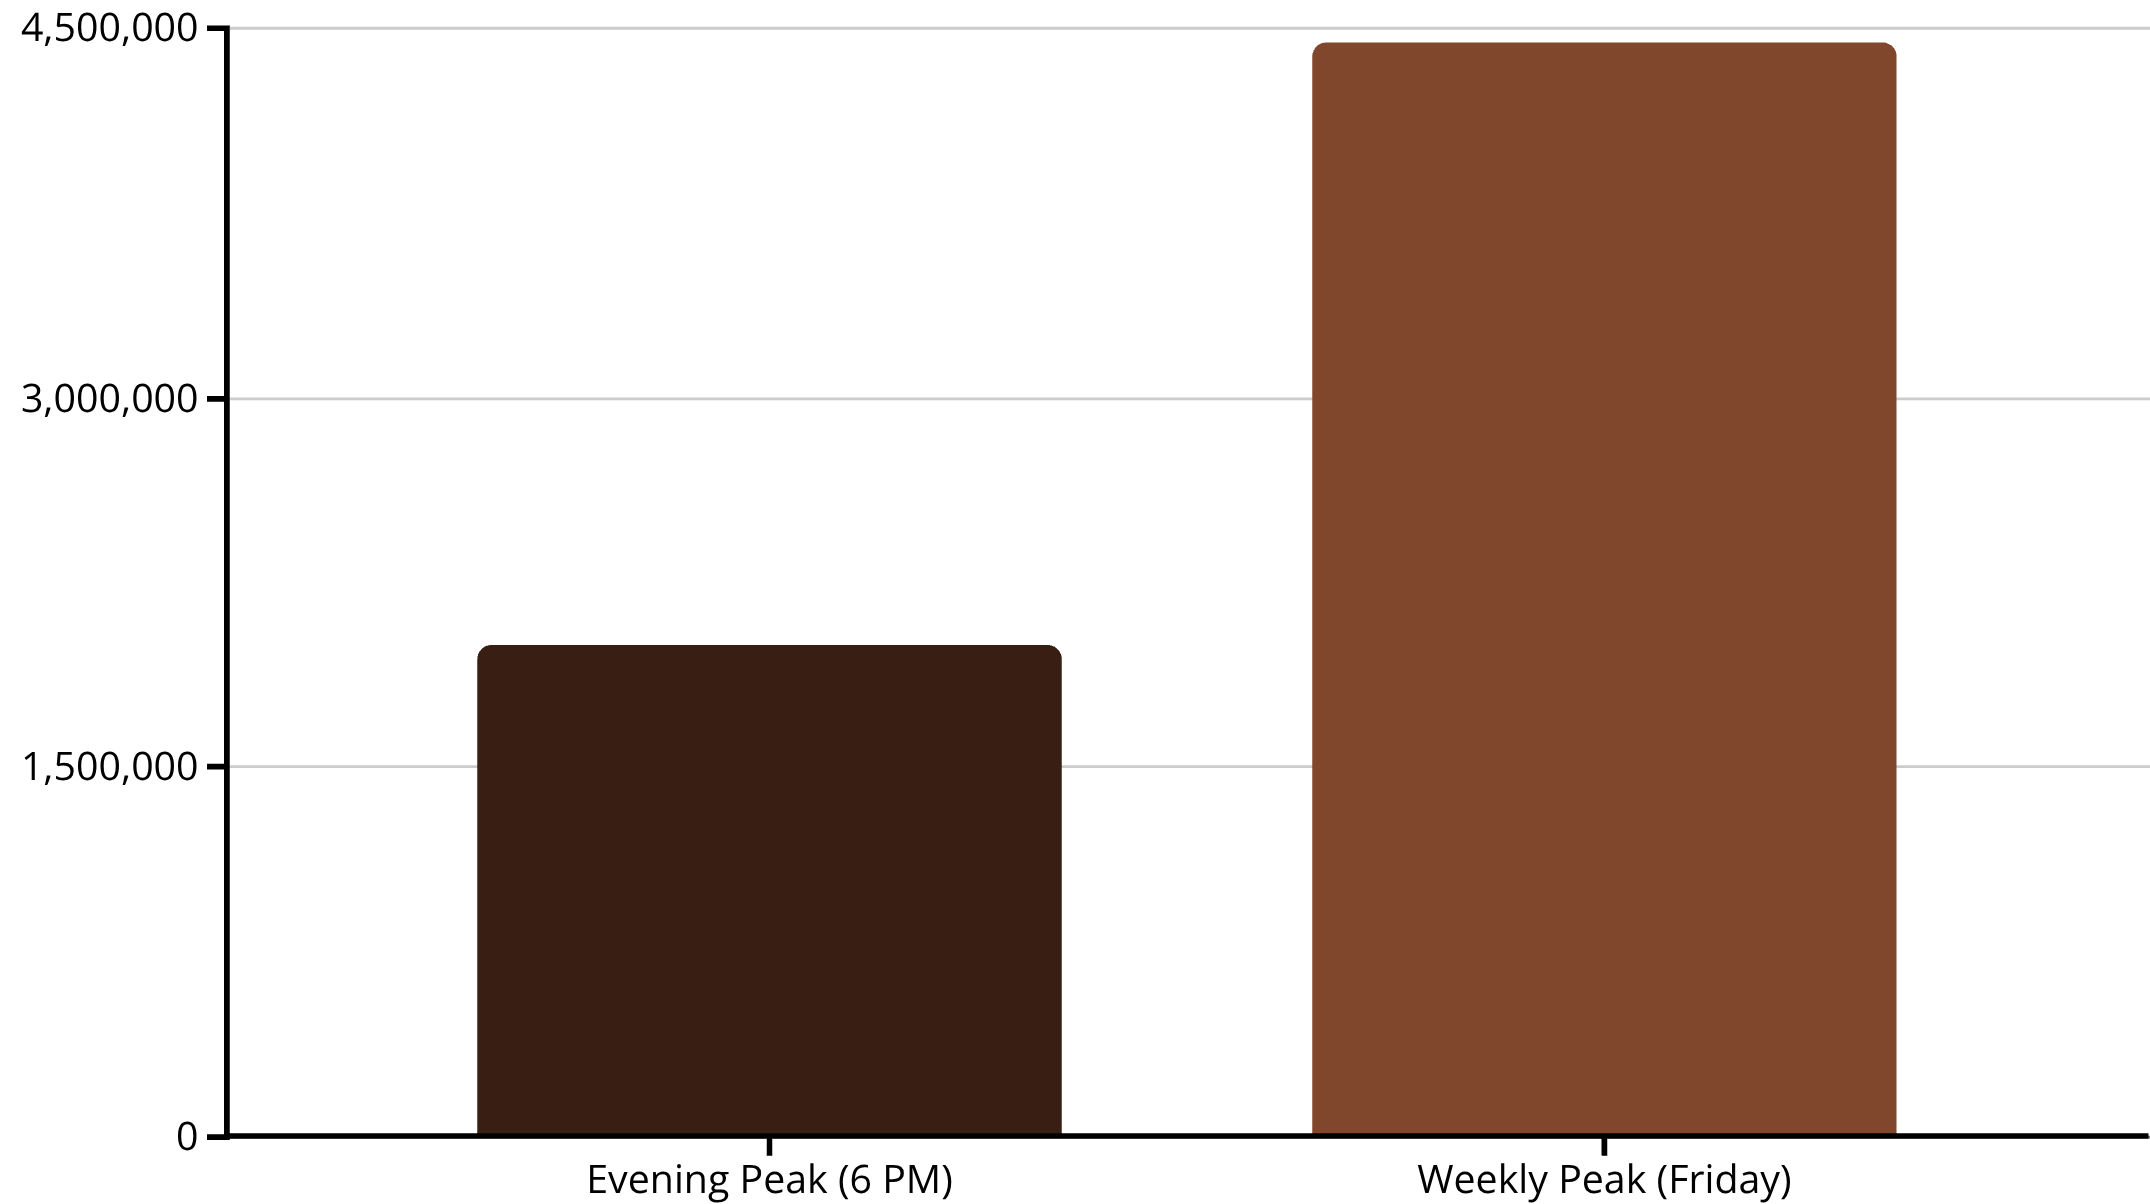 4,500,000
3,000,000
1,500,000
0
Evening Peak (6 PM)
Weekly Peak (Friday)